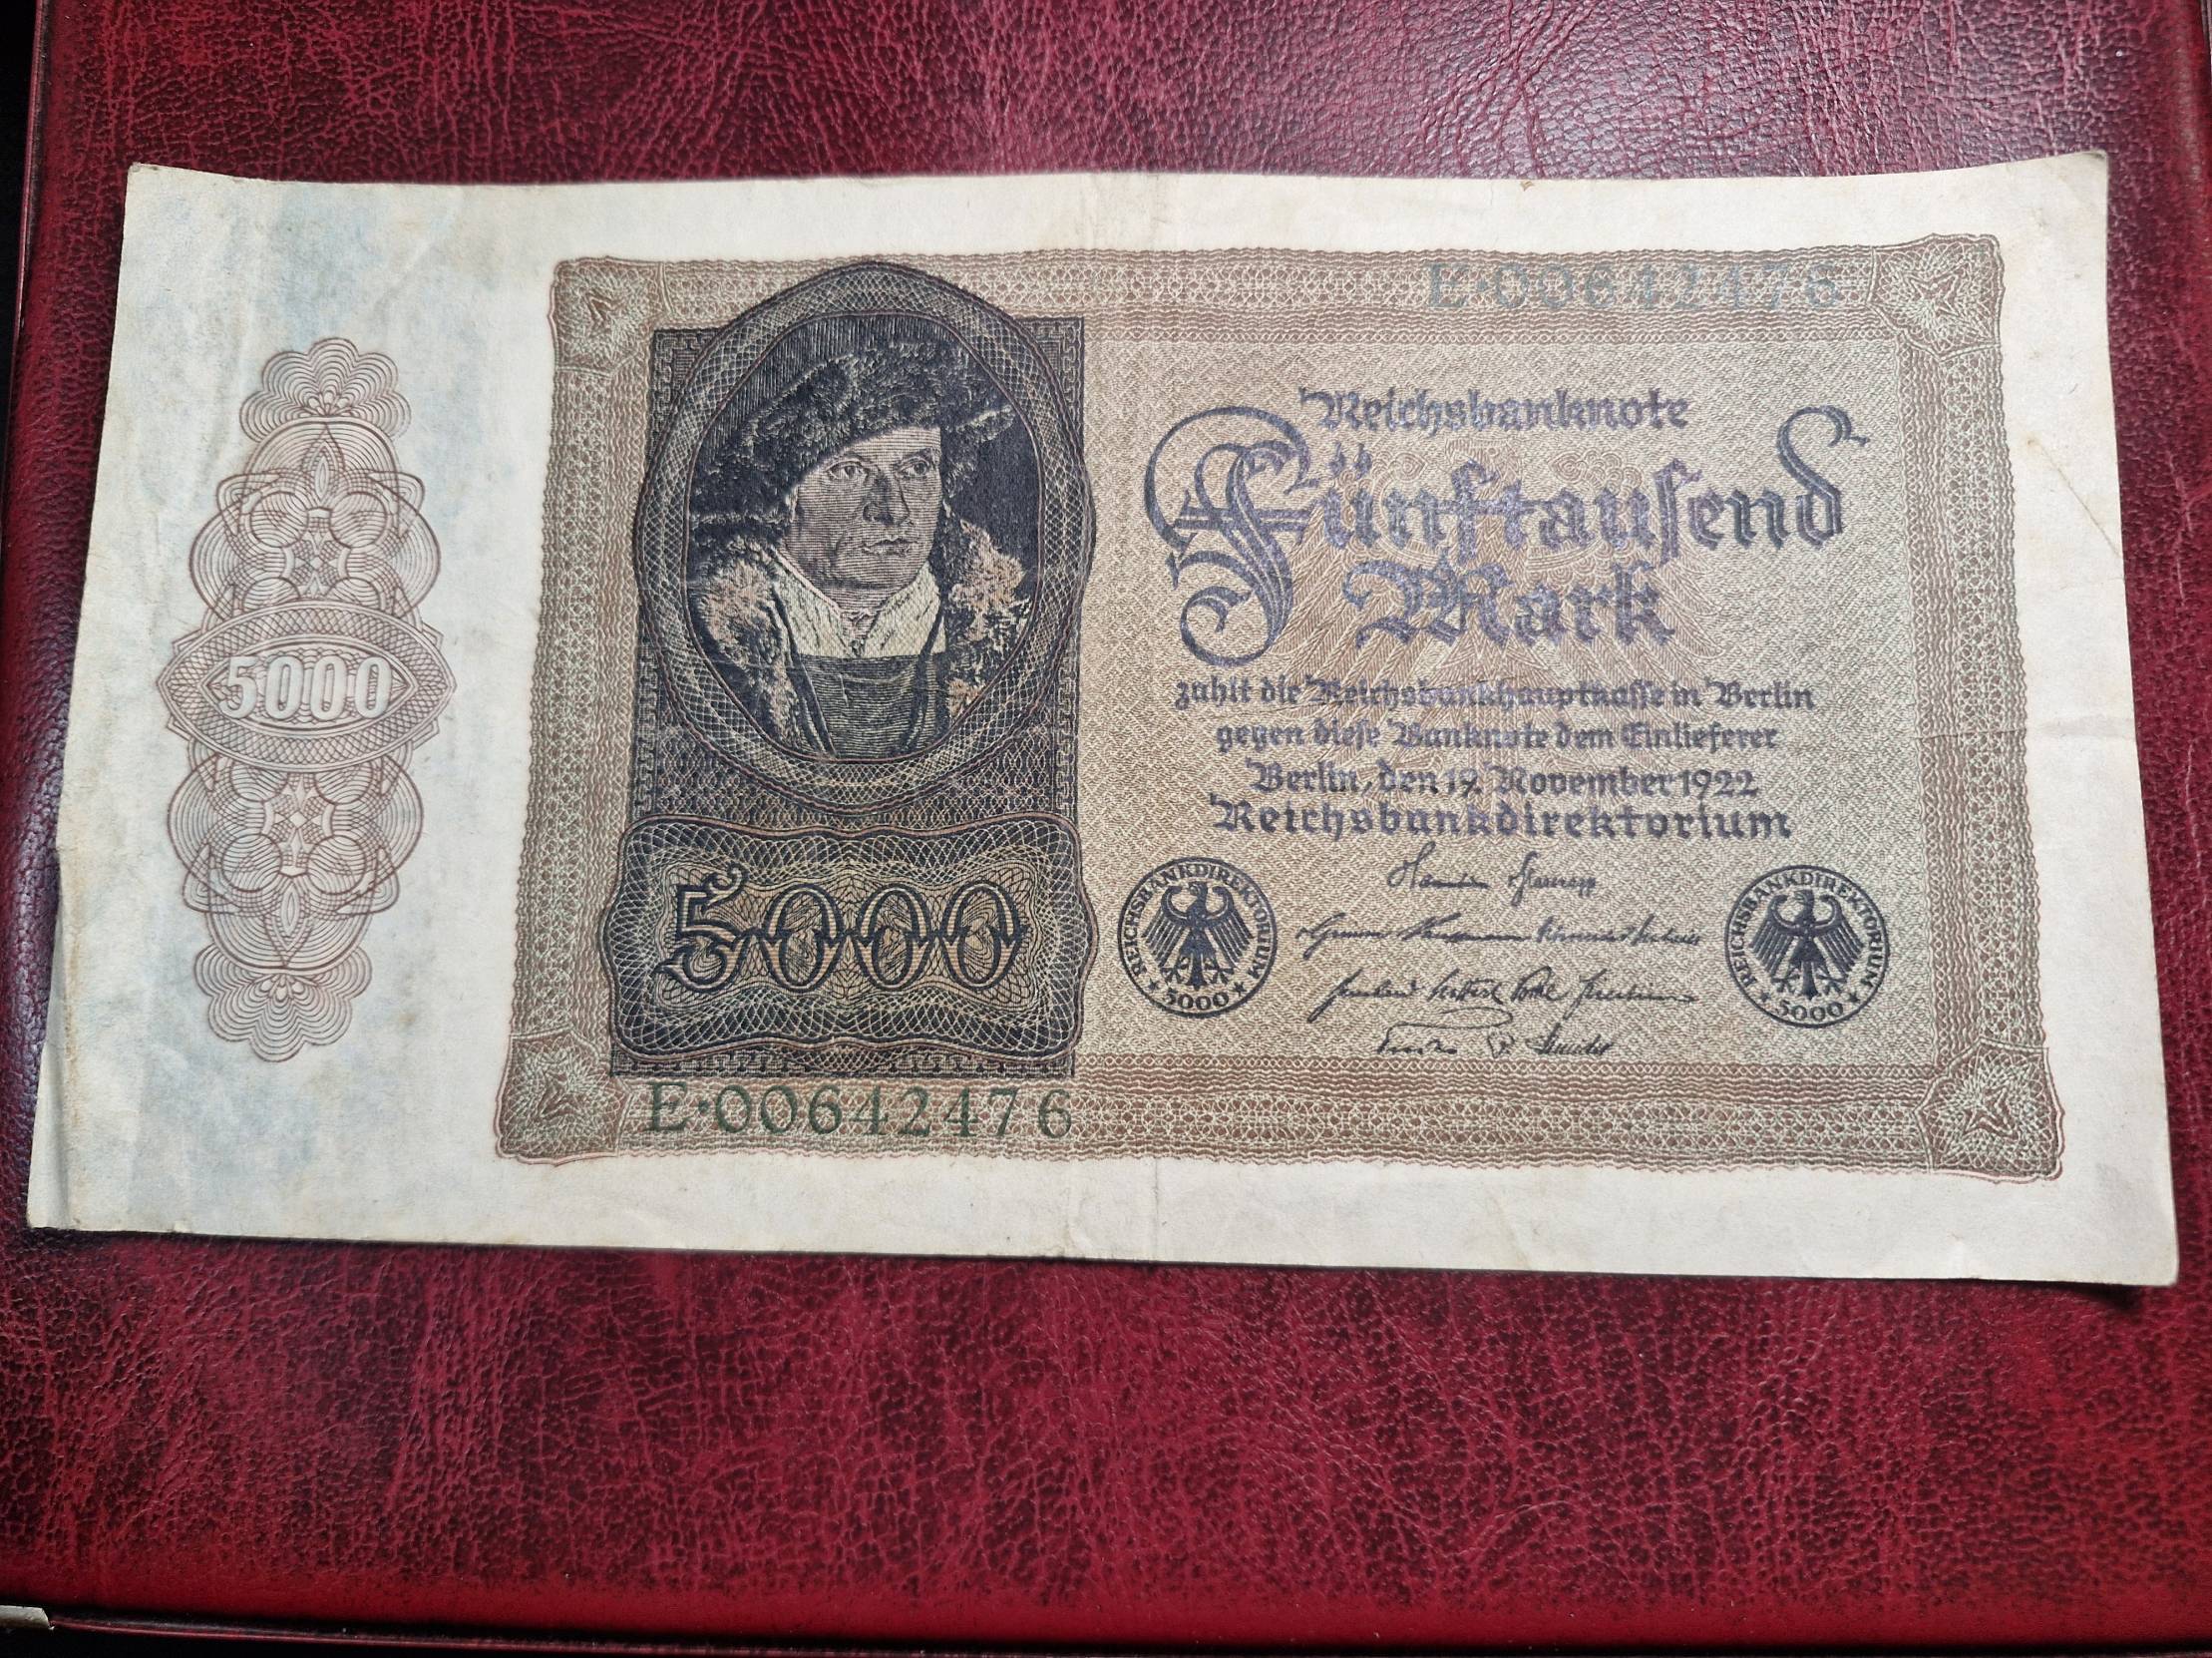 E·00642476
Reichsbanknote
Fünftausend
Mark
zahlt die Reichsbankhauptkasse in Berlin
gegen diese Banknote dem Einlieferer
Berlin, den 19. November 1922
Reichsbankdirektorium
5000
5000
REICHSBANKDIREKTORIUM
★ 5000 ★
REICHSBANKDIREKTORIUM
★ 5000 ★
E·00642476